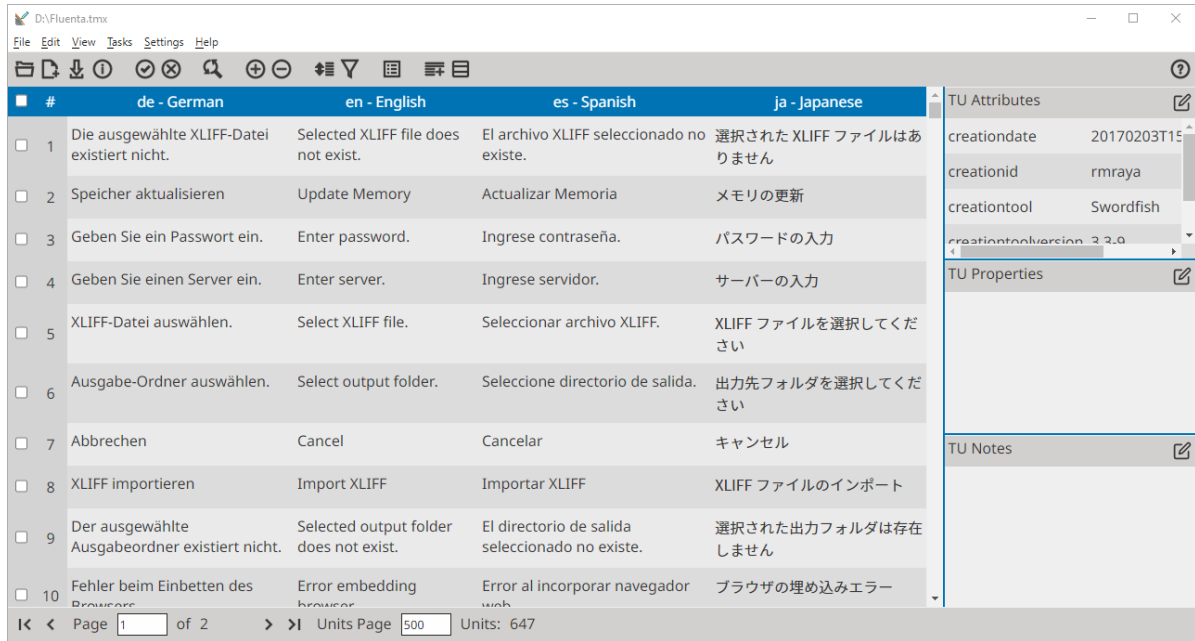 D:\Fluenta.tmx
File Edit View Tasks Settings Help
# de - German en - English es - Spanish ja - Japanese
1 Die ausgewählte XLIFF-Datei existiert nicht. Selected XLIFF file does not exist. El archivo XLIFF seleccionado no existe. 選択された XLIFF ファイルはありません
2 Speicher aktualisieren Update Memory Actualizar Memoria メモリの更新
3 Geben Sie ein Passwort ein. Enter password. Ingrese contraseña. パスワードの入力
4 Geben Sie einen Server ein. Enter server. Ingrese servidor. サーバーの入力
5 XLIFF-Datei auswählen. Select XLIFF file. Seleccionar archivo XLIFF. XLIFF ファイルを選択してください
6 Ausgabe-Ordner auswählen. Select output folder. Seleccione directorio de salida. 出力先フォルダを選択してください
7 Abbrechen Cancel Cancelar キャンセル
8 XLIFF importieren Import XLIFF Importar XLIFF XLIFF ファイルのインポート
9 Der ausgewählte Ausgabeordner existiert nicht. Selected output folder does not exist. El directorio de salida seleccionado no existe. 選択された出力フォルダは存在しません
10 Fehler beim Einbetten des Browsers Error embedding browser Error al incorporar navegador web ブラウザの埋め込みエラー
TU Attributes
creationdate 20170203T15
creationid rmraya
creationtool Swordfish
creationtoolversion 3.3-9
TU Properties
TU Notes
Page 1 of 2 Units Page 500 Units: 647